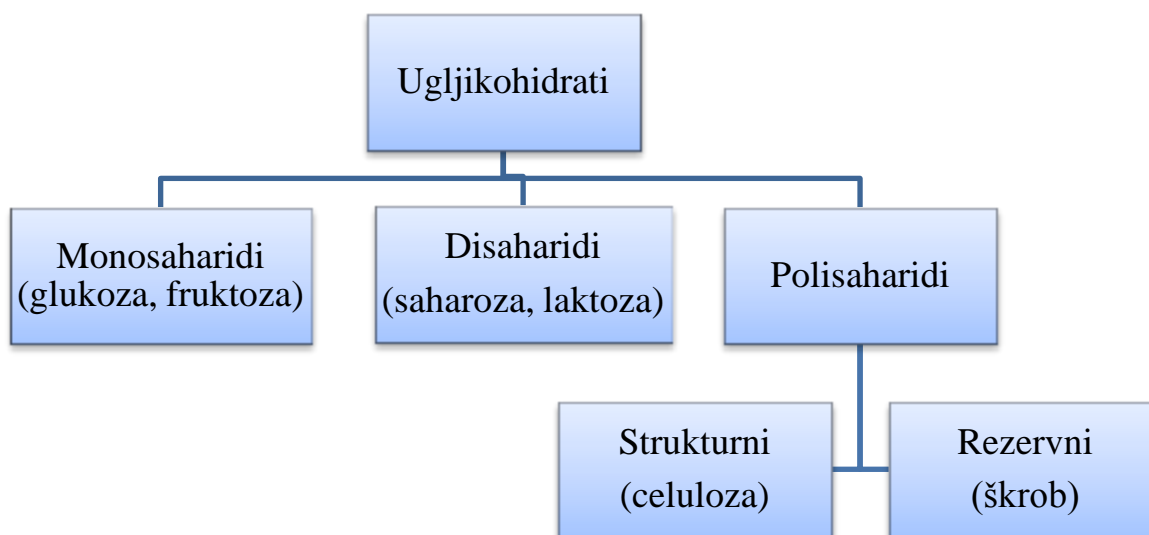 Ugljikohidrati
Monosaharidi
(glukoza, fruktoza)
Disaharidi
(saharoza, laktoza)
Polisaharidi
Strukturni
(celuloza)
Rezervni
(škrob)